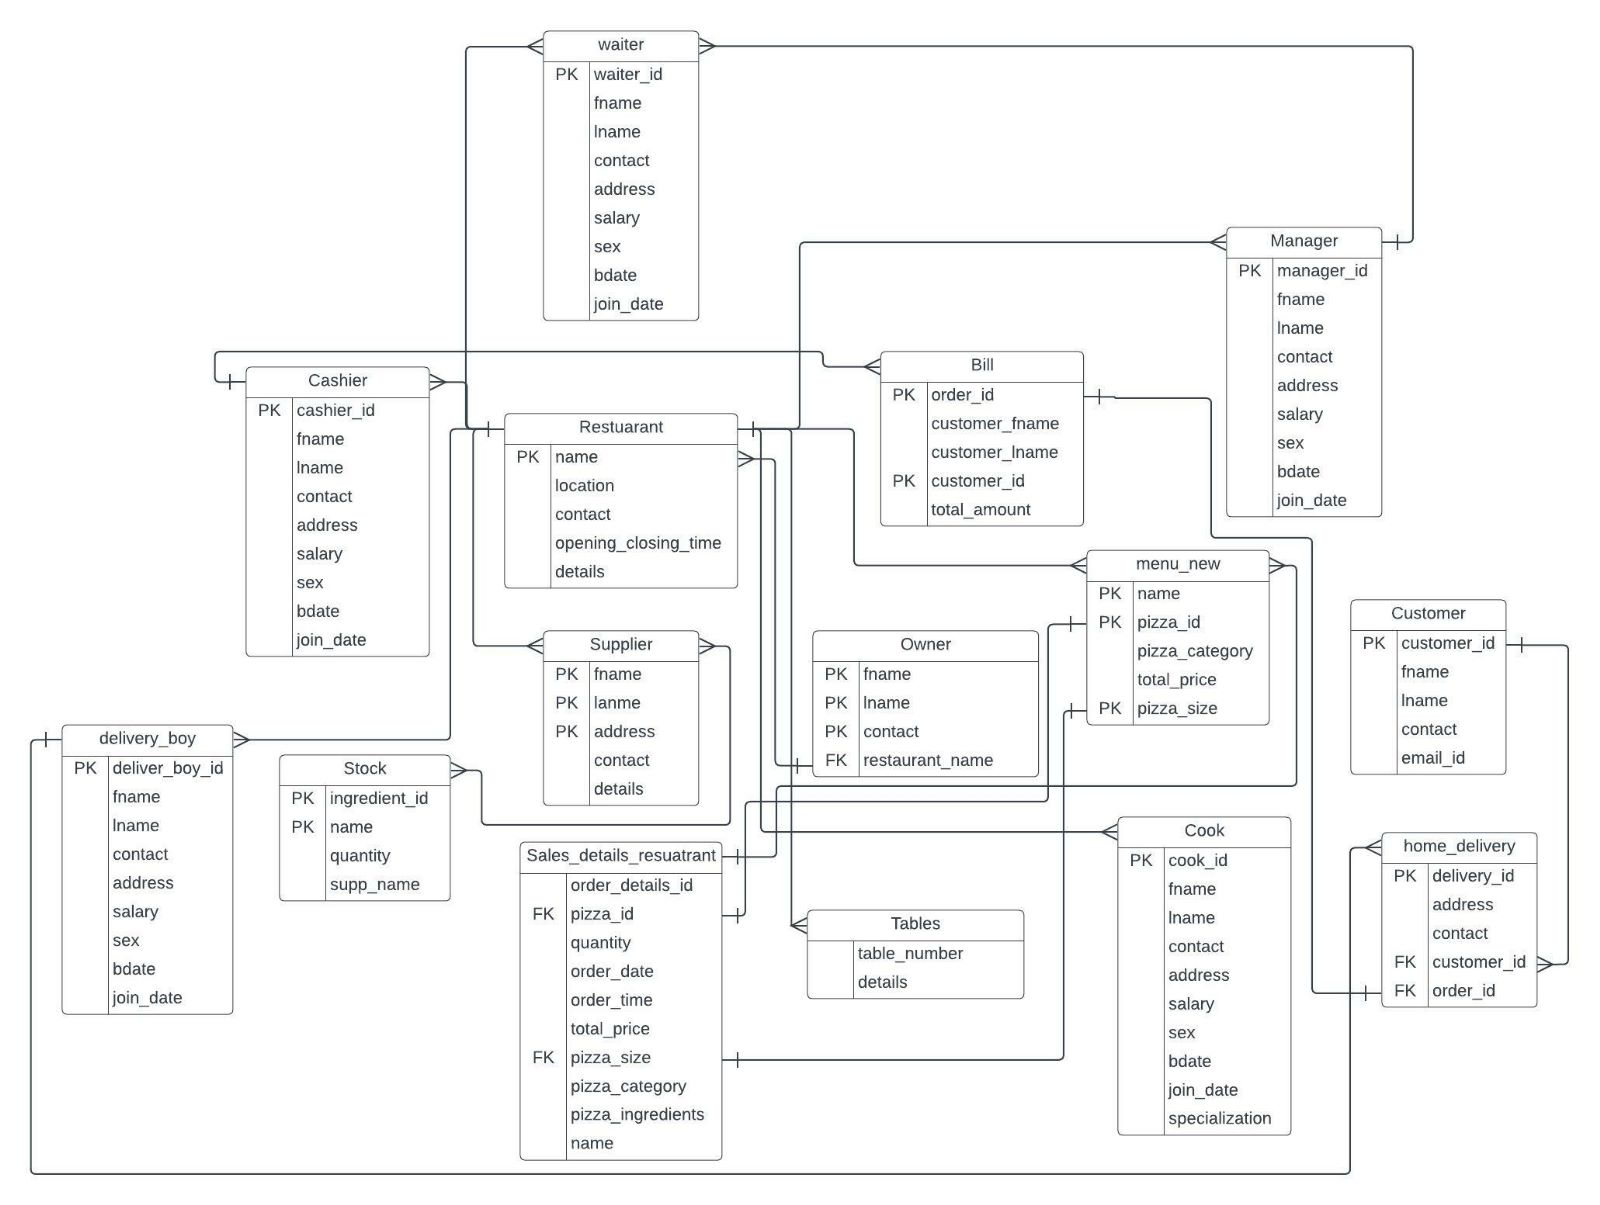 waiter
PK waiter_id
fname
lname
contact
address
salary
sex
bdate
join_date
Manager
PK manager_id
fname
lname
contact
address
salary
sex
bdate
join_date
Cashier
PK cashier_id
fname
lname
contact
address
salary
sex
bdate
join_date
Restuarant
PK name
location
contact
opening_closing_time
details
Bill
PK order_id
customer_fname
customer_lname
PK customer_id
total_amount
menu_new
PK name
PK pizza_id
pizza_category
total_price
PK pizza_size
Customer
PK customer_id
fname
lname
contact
email_id
Supplier
PK fname
PK lanme
PK address
contact
details
Owner
PK fname
PK lname
PK contact
FK restaurant_name
delivery_boy
PK deliver_boy_id
fname
lname
contact
address
salary
sex
bdate
join_date
Stock
PK ingredient_id
PK name
quantity
supp_name
Sales_details_resuatrant
order_details_id
FK pizza_id
quantity
order_date
order_time
total_price
FK pizza_size
pizza_category
pizza_ingredients
name
Tables
table_number
details
Cook
PK cook_id
fname
lname
contact
address
salary
sex
bdate
join_date
specialization
home_delivery
PK delivery_id
address
contact
FK customer_id
FK order_id